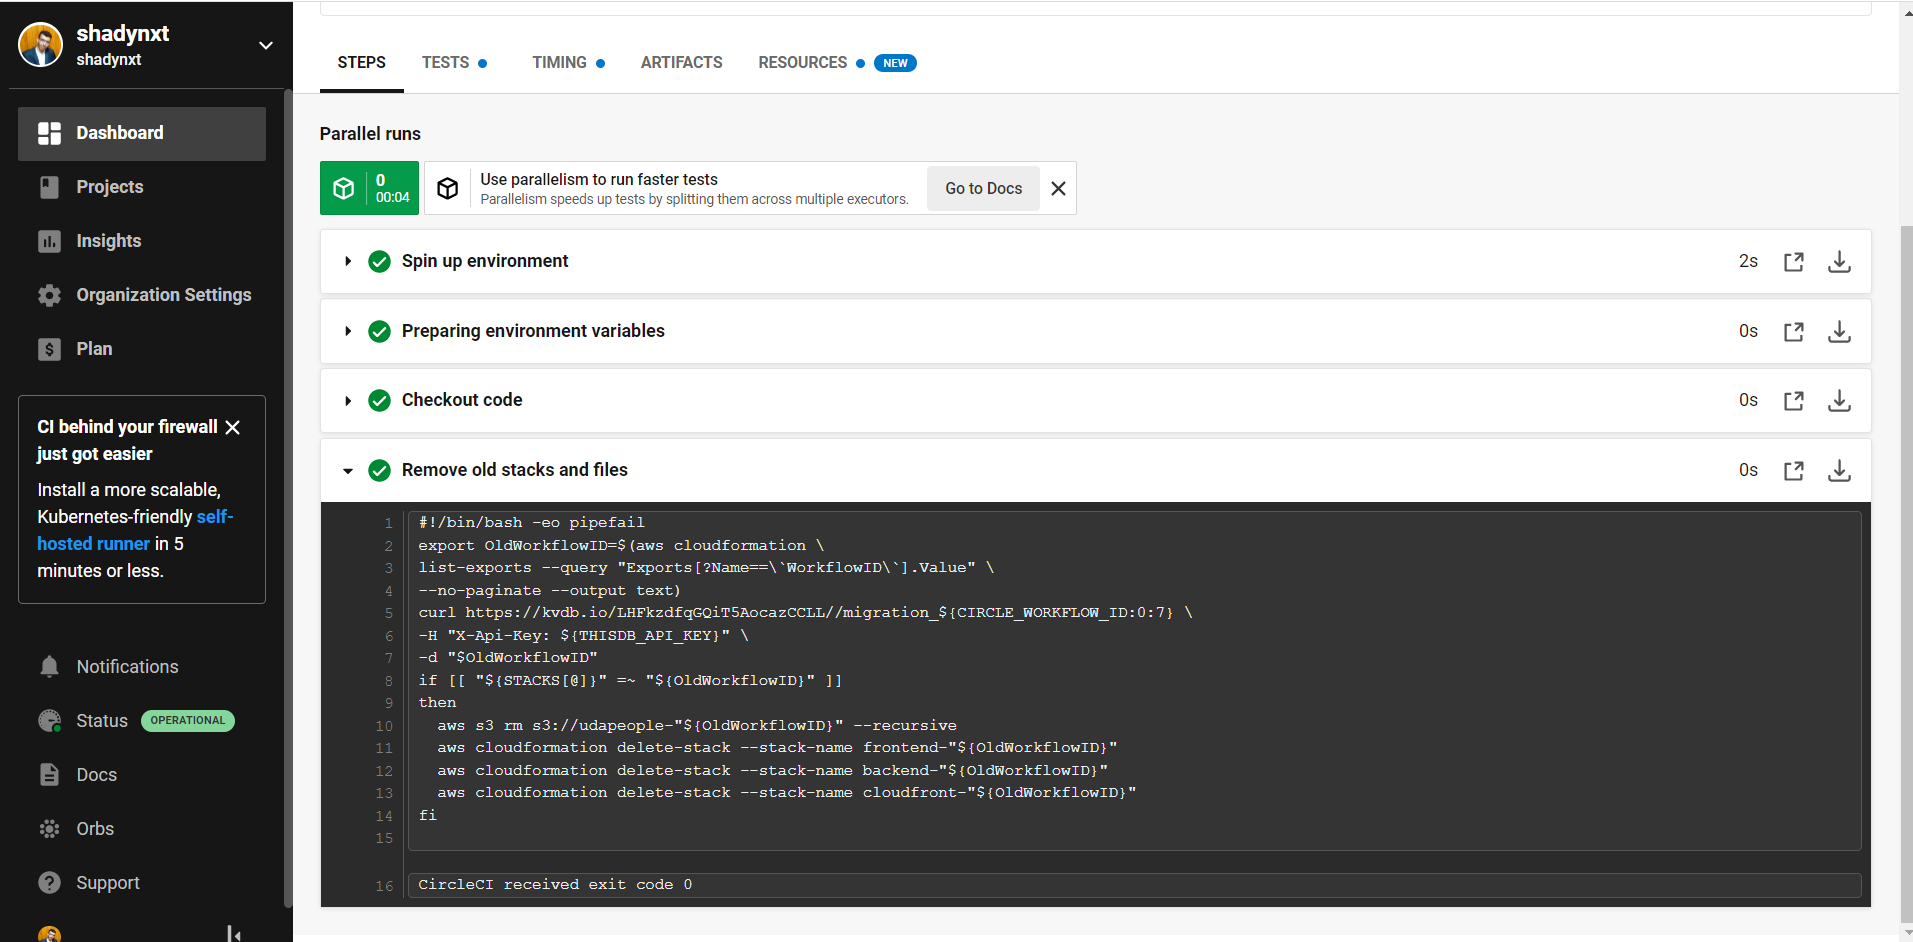 shadynxt
shadynxt
Dashboard
Projects
Insights
Organization Settings
Plan
CI behind your firewall
just got easier
Install a more scalable,
Kubernetes-friendly self-
hosted runner in 5
minutes or less.
Notifications
Status OPERATIONAL
Docs
Orbs
Support
STEPS TESTS TIMING ARTIFACTS RESOURCES NEW
Parallel runs
0
00:04
Use parallelism to run faster tests
Parallelism speeds up tests by splitting them across multiple executors.
Go to Docs
Spin up environment 2s
Preparing environment variables 0s
Checkout code 0s
Remove old stacks and files 0s
1 #!/bin/bash -eo pipefail
2 export OldWorkflowID=$(aws cloudformation \
3 list-exports --query "Exports[?Name==\`WorkflowID\`].Value" \
4 --no-paginate --output text)
5 curl https://kvdb.io/LHFkzdfqGQiT5AocazCCLL//migration_${CIRCLE_WORKFLOW_ID:0:7} \
6 -H "X-Api-Key: ${THISDB_API_KEY}" \
7 -d "$OldWorkflowID"
8 if [[ "${STACKS[@]}" =~ "${OldWorkflowID}" ]]
9 then
10   aws s3 rm s3://udapeople-"${OldWorkflowID}" --recursive
11   aws cloudformation delete-stack --stack-name frontend-"${OldWorkflowID}"
12   aws cloudformation delete-stack --stack-name backend-"${OldWorkflowID}"
13   aws cloudformation delete-stack --stack-name cloudfront-"${OldWorkflowID}"
14 fi
15
16 CircleCI received exit code 0